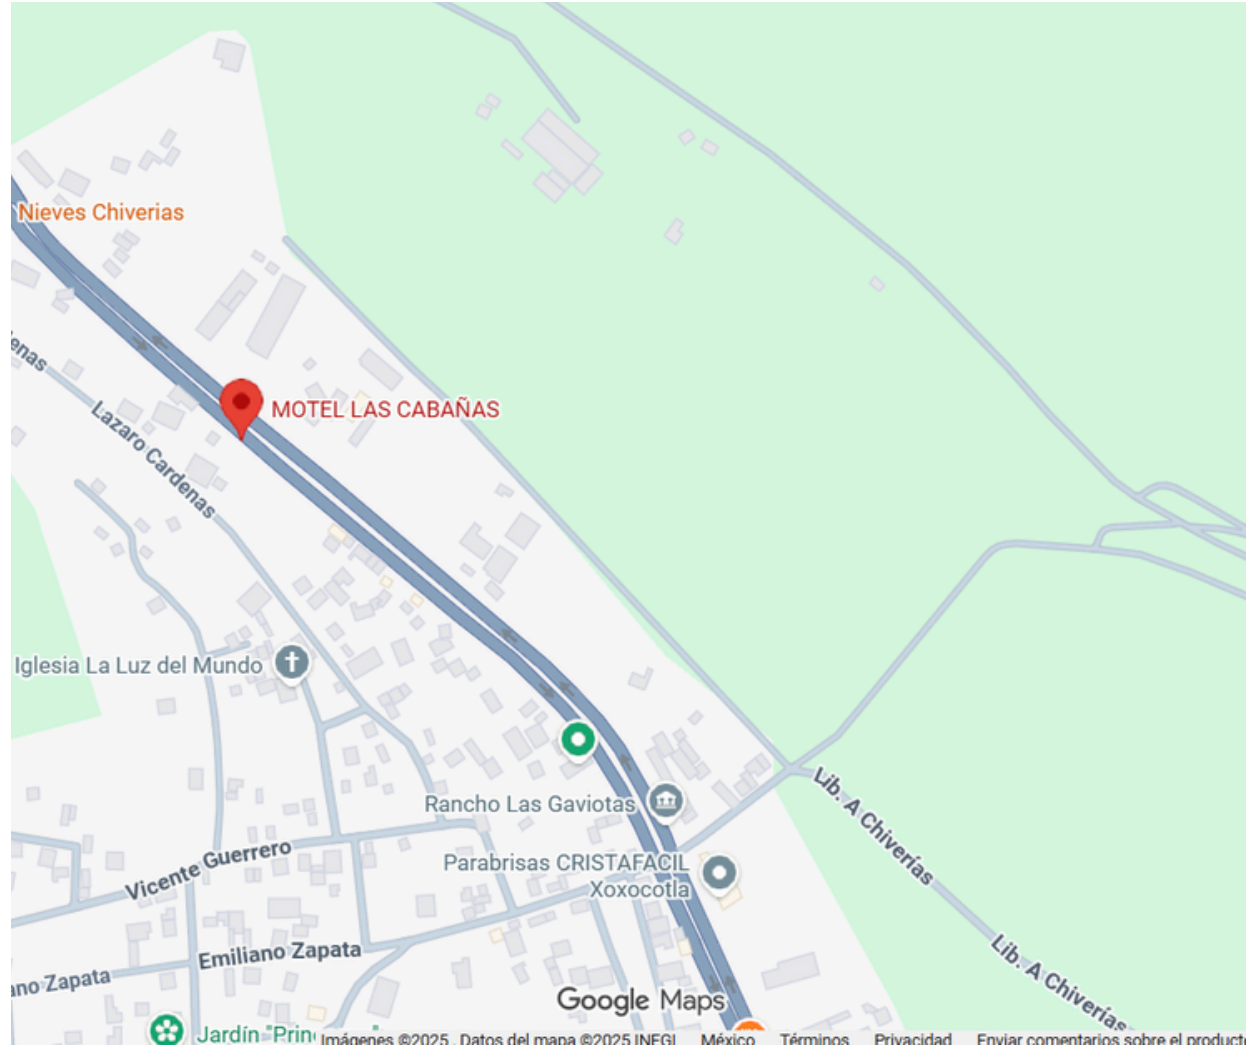 Nieves Chiverias
enas
MOTEL LAS CABAÑAS
Lazaro Cardenas
Iglesia La Luz del Mundo
Lib. A Chiverías
Rancho Las Gaviotas
Vicente Guerrero
Parabrisas CRISTAFACIL
Xoxocotla
Emiliano Zapata
Lib. A Chiverías
ano Zapata
Google Maps
Jardín "Prin
Imágenes ©2025 , Datos del mapa ©2025 INEGI México Términos Privacidad Enviar comentarios sobre el producto